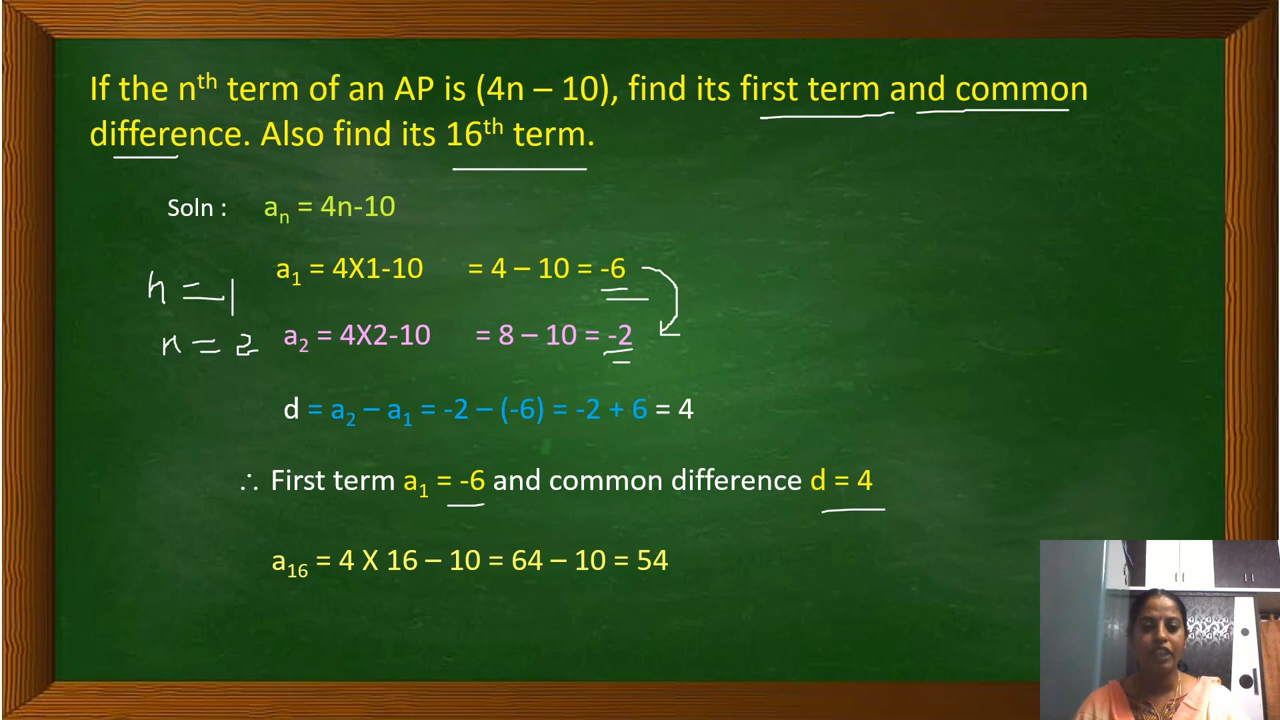 If the nth term of an AP is (4n – 10), find its first term and common
difference. Also find its 16th term.
Soln : an = 4n-10
n = 1 a1 = 4X1-10 = 4 – 10 = -6
n = 2 a2 = 4X2-10 = 8 – 10 = -2
d = a2 – a1 = -2 – (-6) = -2 + 6 = 4
∴ First term a1 = -6 and common difference d = 4
a16 = 4 X 16 – 10 = 64 – 10 = 54